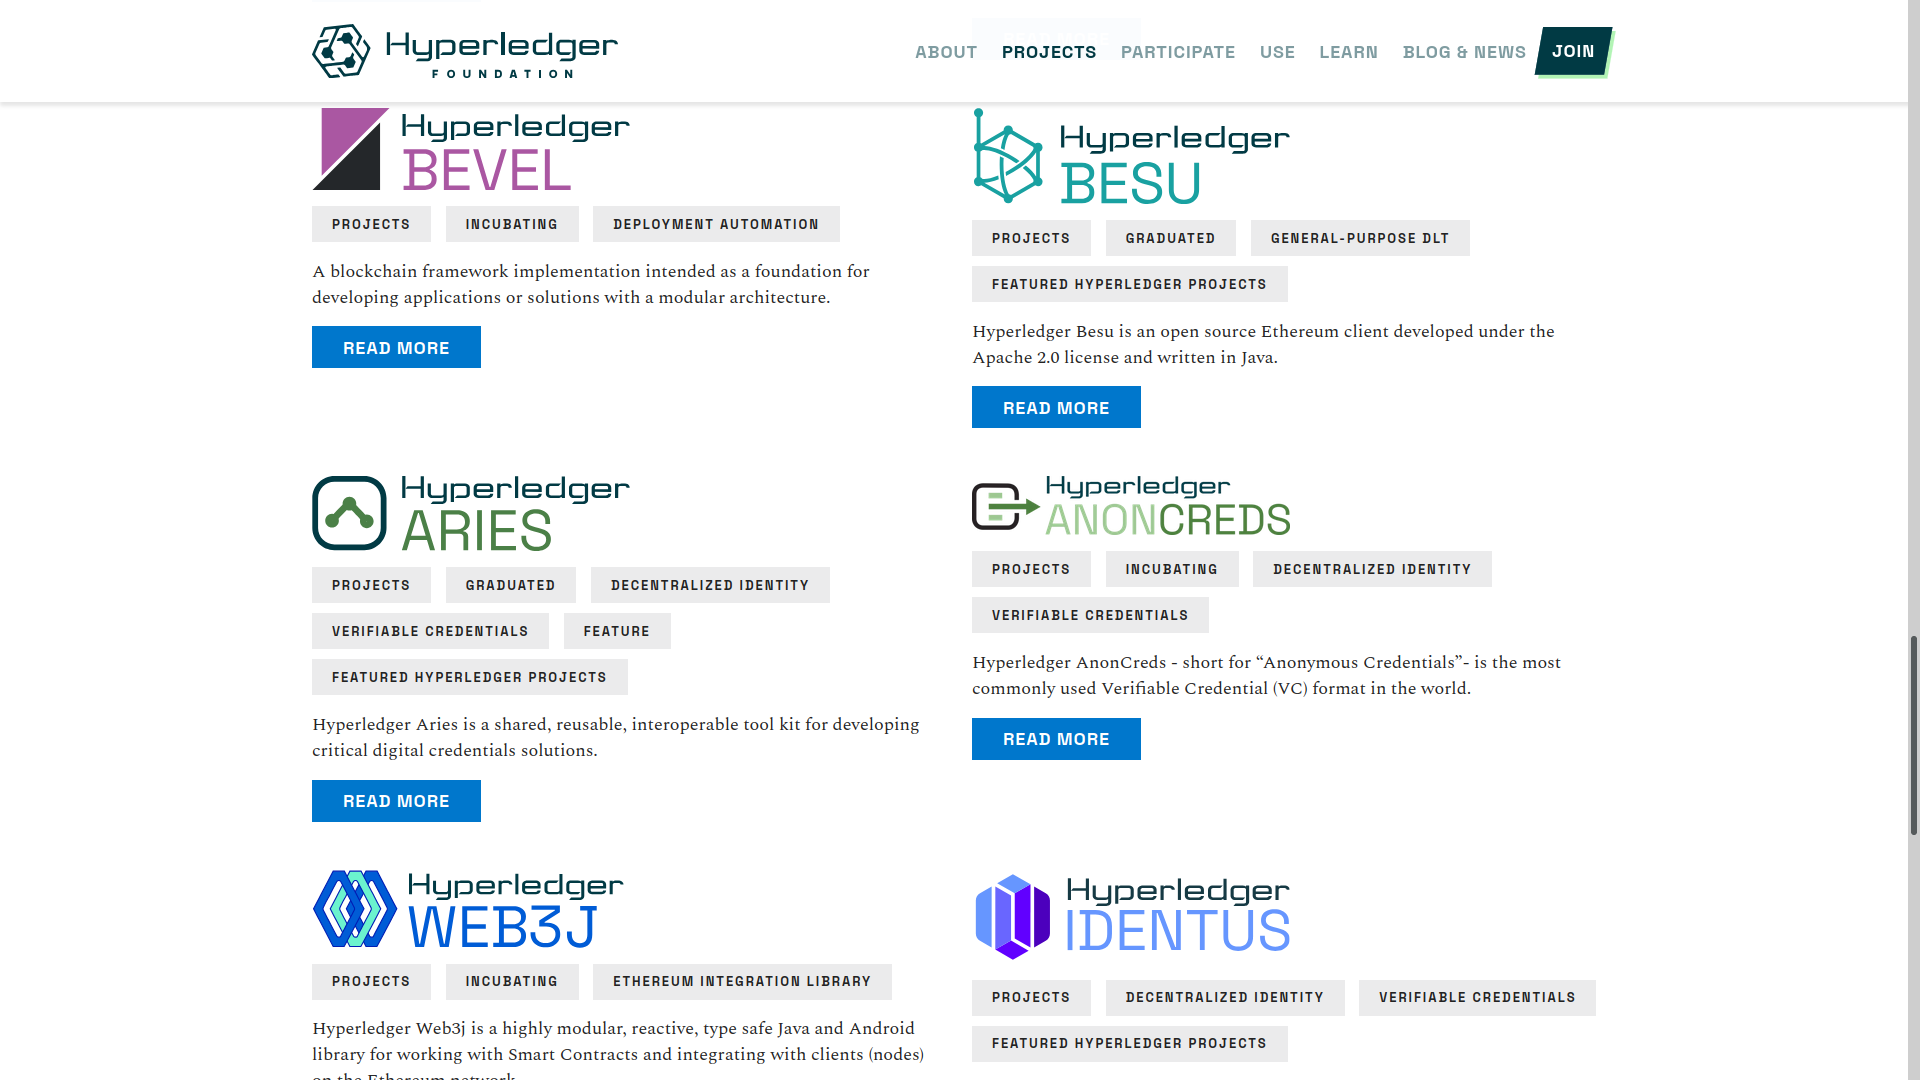 Hyperledger
FOUNDATION
ABOUT PROJECTS PARTICIPATE USE LEARN BLOG & NEWS JOIN
Hyperledger
BEVEL
PROJECTS INCUBATING DEPLOYMENT AUTOMATION
A blockchain framework implementation intended as a foundation for
developing applications or solutions with a modular architecture.
READ MORE
Hyperledger
BESU
PROJECTS GRADUATED GENERAL-PURPOSE DLT
FEATURED HYPERLEDGER PROJECTS
Hyperledger Besu is an open source Ethereum client developed under the
Apache 2.0 license and written in Java.
READ MORE
Hyperledger
ARIES
PROJECTS GRADUATED DECENTRALIZED IDENTITY
VERIFIABLE CREDENTIALS FEATURE
FEATURED HYPERLEDGER PROJECTS
Hyperledger Aries is a shared, reusable, interoperable tool kit for developing
critical digital credentials solutions.
READ MORE
Hyperledger
ANONCREDS
PROJECTS INCUBATING DECENTRALIZED IDENTITY
VERIFIABLE CREDENTIALS
Hyperledger AnonCreds - short for “Anonymous Credentials”- is the most
commonly used Verifiable Credential (VC) format in the world.
READ MORE
Hyperledger
WEB3J
PROJECTS INCUBATING ETHEREUM INTEGRATION LIBRARY
Hyperledger Web3j is a highly modular, reactive, type safe Java and Android
library for working with Smart Contracts and integrating with clients (nodes)
on the Ethereum network.
Hyperledger
IDENTUS
PROJECTS DECENTRALIZED IDENTITY VERIFIABLE CREDENTIALS
FEATURED HYPERLEDGER PROJECTS